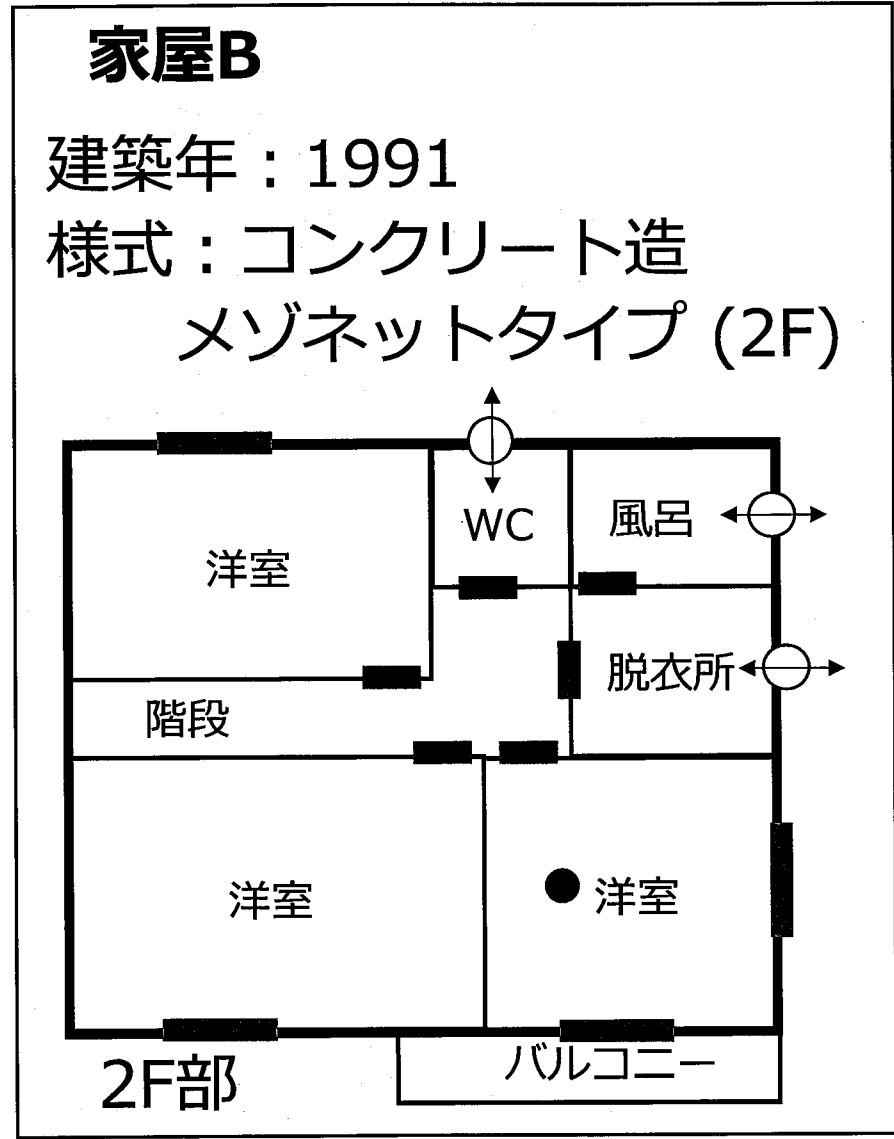 家屋B
建築年：1991
様式：コンクリート造
メゾネットタイプ (2F)
WC
風呂
洋室
脱衣所
階段
洋室
洋室
バルコニー
2F部